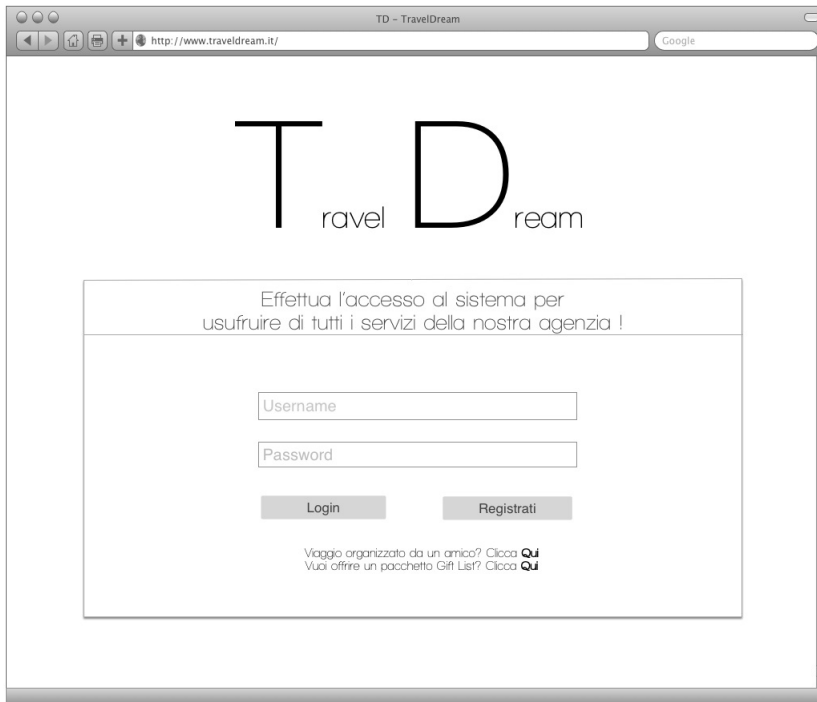 TD – TravelDream
http://www.traveldream.it/
Google
Travel Dream
Effettua l'accesso al sistema per
usufruire di tutti i servizi della nostra agenzia !
Username
Password
Login Registrati
Viaggio organizzato da un amico? Clicca Qui
Vuoi offrire un pacchetto Gift List? Clicca Qui